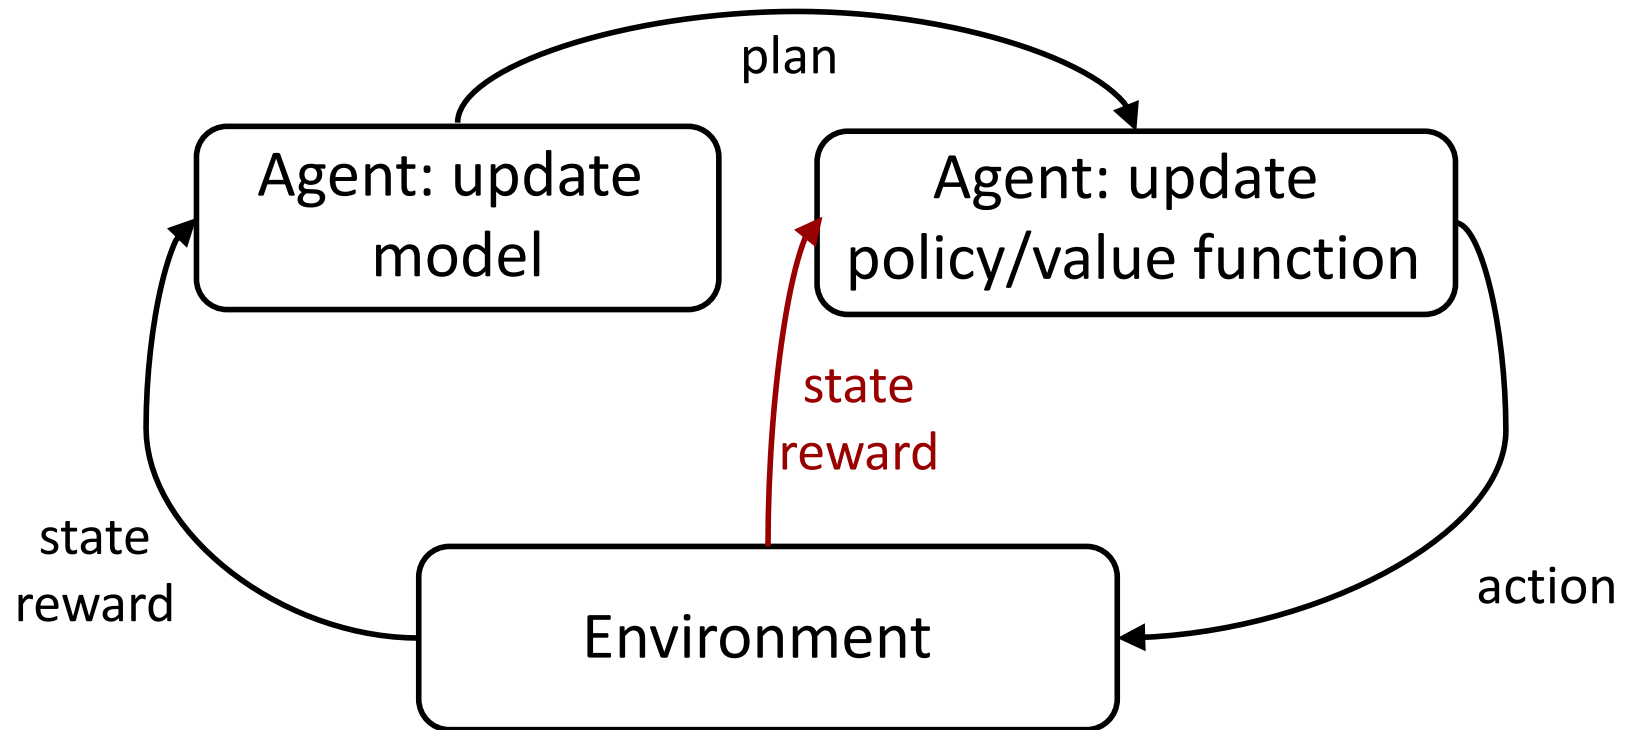 plan
Agent: update
model
Agent: update
policy/value function
state
reward
state
reward
action
Environment